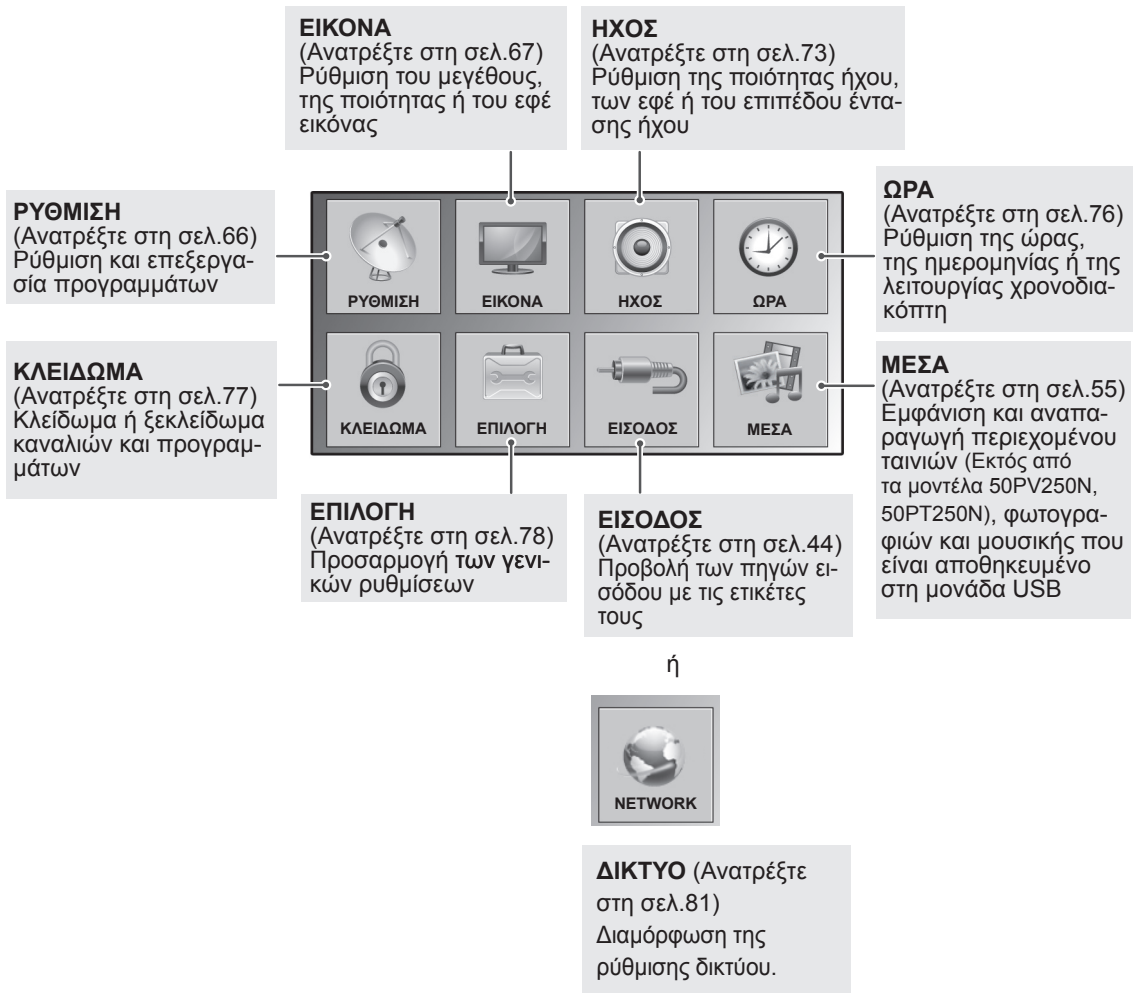 ΕΙΚΟΝΑ
(Ανατρέξτε στη σελ.67)
Ρύθμιση του μεγέθους,
της ποιότητας ή του εφέ
εικόνας
ΗΧΟΣ
(Ανατρέξτε στη σελ.73)
Ρύθμιση της ποιότητας ήχου,
των εφέ ή του επιπέδου έντα-
σης ήχου
ΡΥΘΜΙΣΗ
(Ανατρέξτε στη σελ.66)
Ρύθμιση και επεξεργα-
σία προγραμμάτων
ΩΡΑ
(Ανατρέξτε στη σελ.76)
Ρύθμιση της ώρας,
της ημερομηνίας ή της
λειτουργίας χρονοδια-
κόπτη
ΡΥΘΜΙΣΗ
ΕΙΚΟΝΑ
ΗΧΟΣ
ΩΡΑ
ΚΛΕΙΔΩΜΑ
(Ανατρέξτε στη σελ.77)
Κλείδωμα ή ξεκλείδωμα
καναλιών και προγραμ-
μάτων
ΚΛΕΙΔΩΜΑ
ΕΠΙΛΟΓΗ
ΕΙΣΟΔΟΣ
ΜΕΣΑ
ΜΕΣΑ
(Ανατρέξτε στη σελ.55)
Εμφάνιση και αναπα-
ραγωγή περιεχομένου
ταινιών (Εκτός από
τα μοντέλα 50PV250N,
50PT250N), φωτογρα-
φιών και μουσικής που
είναι αποθηκευμένο
στη μονάδα USB
ΕΠΙΛΟΓΗ
(Ανατρέξτε στη σελ.78)
Προσαρμογή των γενι-
κών ρυθμίσεων
ΕΙΣΟΔΟΣ
(Ανατρέξτε στη σελ.44)
Προβολή των πηγών ει-
σόδου με τις ετικέτες
τους
ή
NETWORK
ΔΙΚΤΥΟ (Ανατρέξτε
στη σελ.81)
Διαμόρφωση της
ρύθμισης δικτύου.